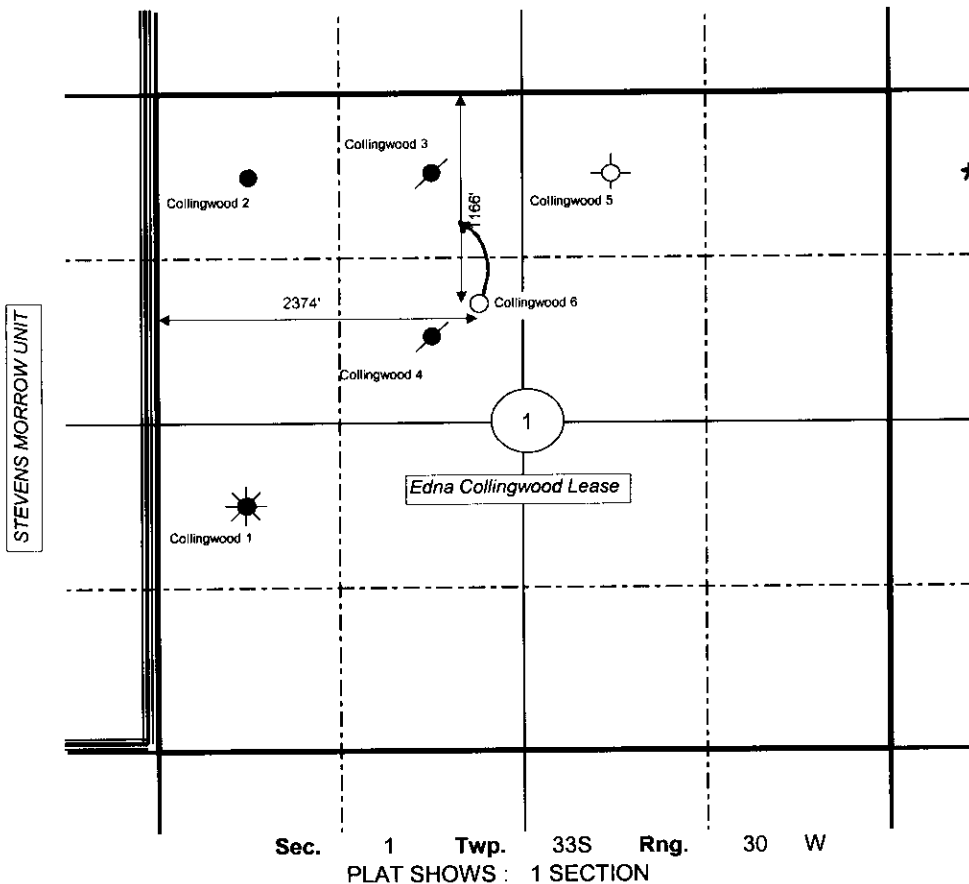 Collingwood 3
Collingwood 2
1166'
Collingwood 5
2374'
Collingwood 6
Collingwood 4
STEVENS MORROW UNIT
1
Edna Collingwood Lease
Collingwood 1
Sec. 1 Twp. 33S Rng. 30 W
PLAT SHOWS : 1 SECTION